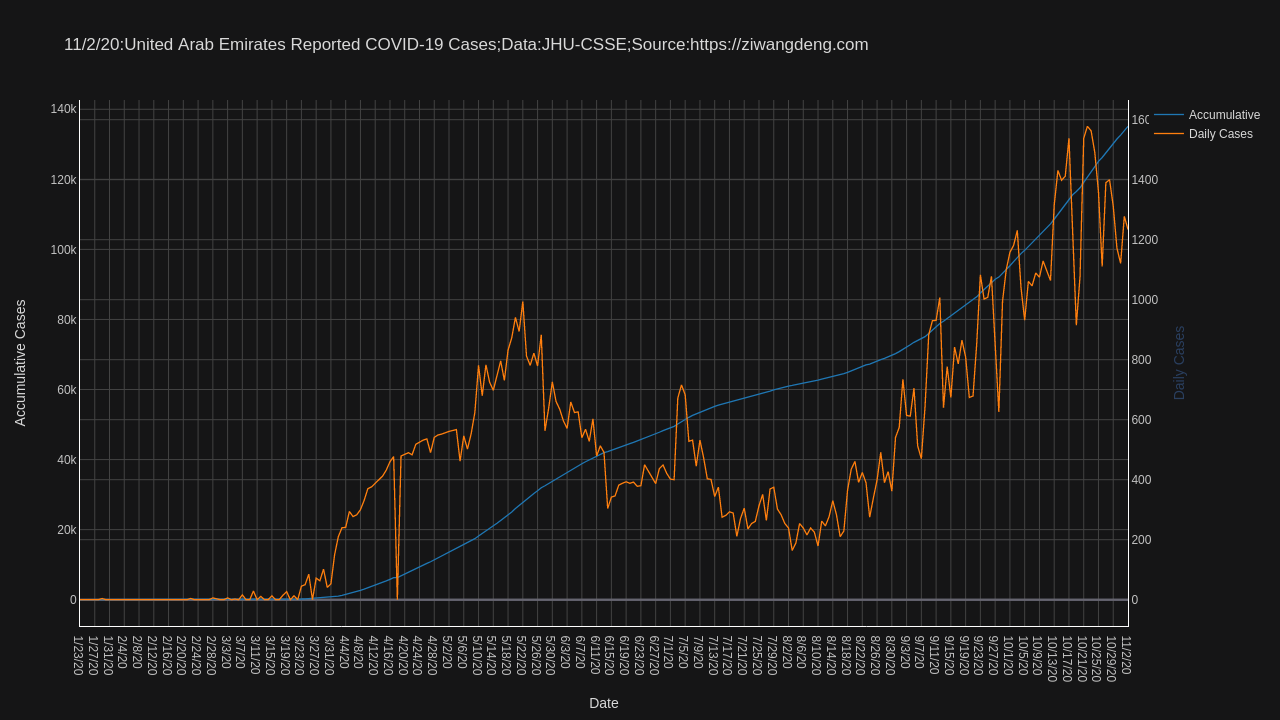 11/2/20:United Arab Emirates Reported COVID-19 Cases;Data:JHU-CSSE;Source:https://ziwangdeng.com
Accumulative
Daily Cases
140k
120k
100k
80k
60k
40k
20k
0
160
1400
1200
1000
800
600
400
200
0
Accumulative Cases
Daily Cases
1/23/20 1/27/20 1/31/20 2/4/20 2/8/20 2/12/20 2/16/20 2/20/20 2/24/20 2/28/20 3/3/20 3/7/20 3/11/20 3/15/20 3/19/20 3/23/20 3/27/20 3/31/20 4/4/20 4/8/20 4/12/20 4/16/20 4/20/20 4/24/20 4/28/20 5/2/20 5/6/20 5/10/20 5/14/20 5/18/20 5/22/20 5/26/20 5/30/20 6/3/20 6/7/20 6/11/20 6/15/20 6/19/20 6/23/20 6/27/20 7/1/20 7/5/20 7/9/20 7/13/20 7/17/20 7/21/20 7/25/20 7/29/20 8/2/20 8/6/20 8/10/20 8/14/20 8/18/20 8/22/20 8/26/20 8/30/20 9/3/20 9/7/20 9/11/20 9/15/20 9/19/20 9/23/20 9/27/20 10/1/20 10/5/20 10/9/20 10/13/20 10/17/20 10/21/20 10/25/20 10/29/20 11/2/20
Date